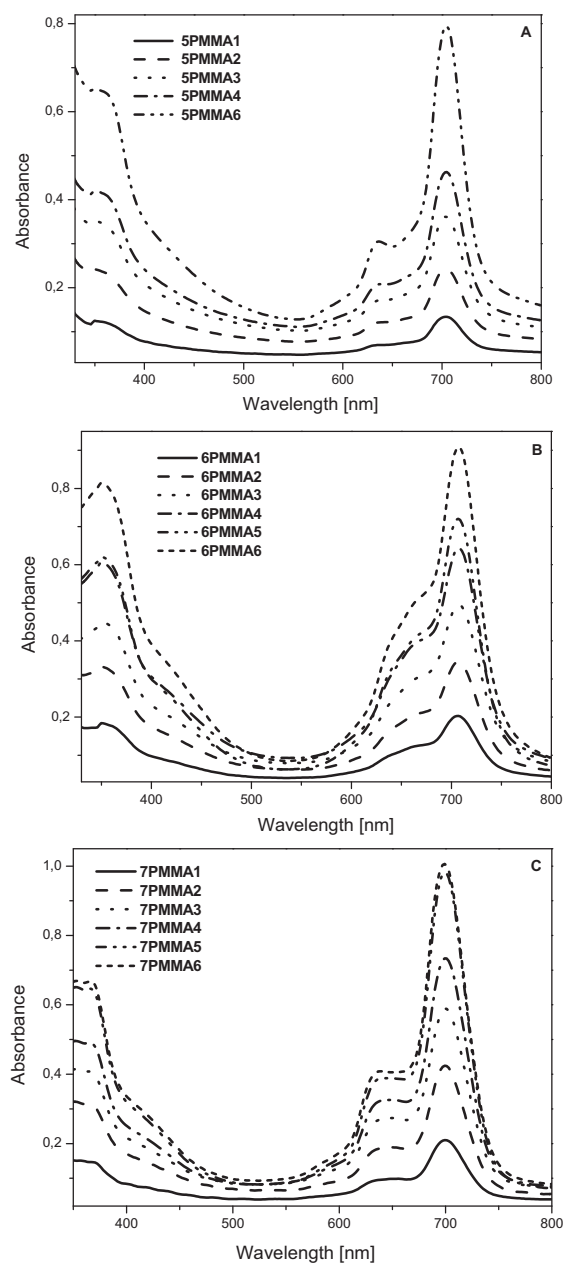 A
0,8
0,6
0,4
0,2
Absorbance
5PMMA1
5PMMA2
5PMMA3
5PMMA4
5PMMA6
400
500
600
700
800
Wavelength [nm]
B
0,8
0,6
0,4
0,2
Absorbance
6PMMA1
6PMMA2
6PMMA3
6PMMA4
6PMMA5
6PMMA6
400
500
600
700
800
Wavelength [nm]
C
1,0
0,8
0,6
0,4
0,2
Absorbance
7PMMA1
7PMMA2
7PMMA3
7PMMA4
7PMMA5
7PMMA6
400
500
600
700
800
Wavelength [nm]